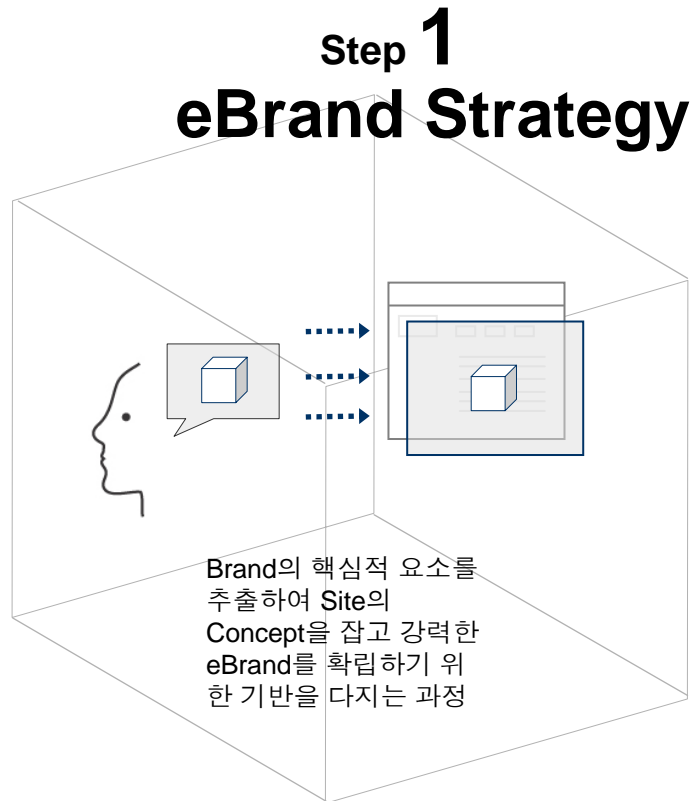 Step 1
eBrand Strategy
Brand의 핵심적 요소를
추출하여 Site의
Concept을 잡고 강력한
eBrand를 확립하기 위
한 기반을 다지는 과정